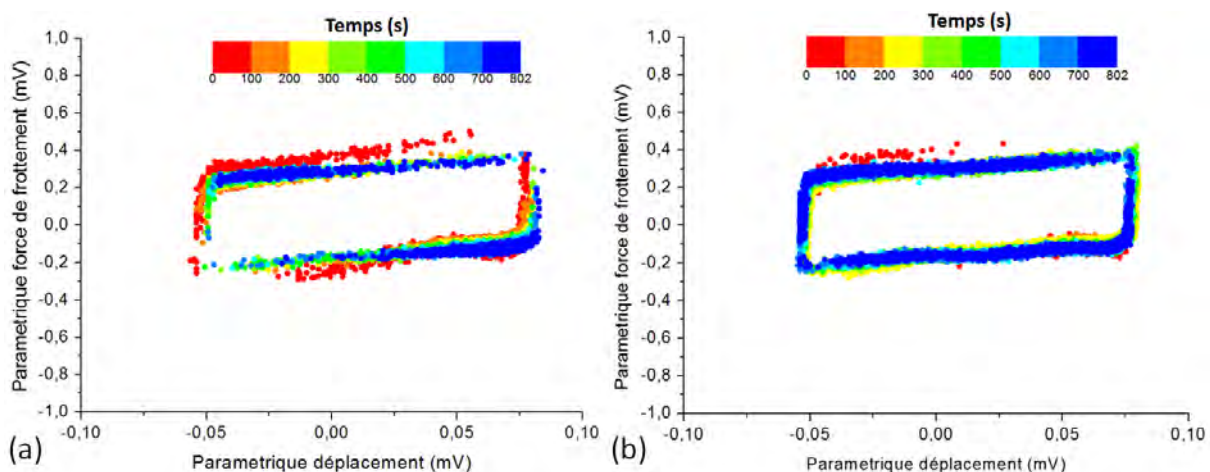 Temps (s)
0 100 200 300 400 500 600 700 802
Parametrique force de frottement (mV)
1,0
0,8
0,6
0,4
0,2
0,0
-0,2
-0,4
-0,6
-0,8
-1,0
-0,10 -0,05 0,00 0,05 0,10
Parametrique déplacement (mV)
(a)
Temps (s)
0 100 200 300 400 500 600 700 802
Parametrique force de frottement (mV)
1,0
0,8
0,6
0,4
0,2
0,0
-0,2
-0,4
-0,6
-0,8
-1,0
-0,10 -0,05 0,00 0,05 0,10
Parametrique déplacement (mV)
(b)